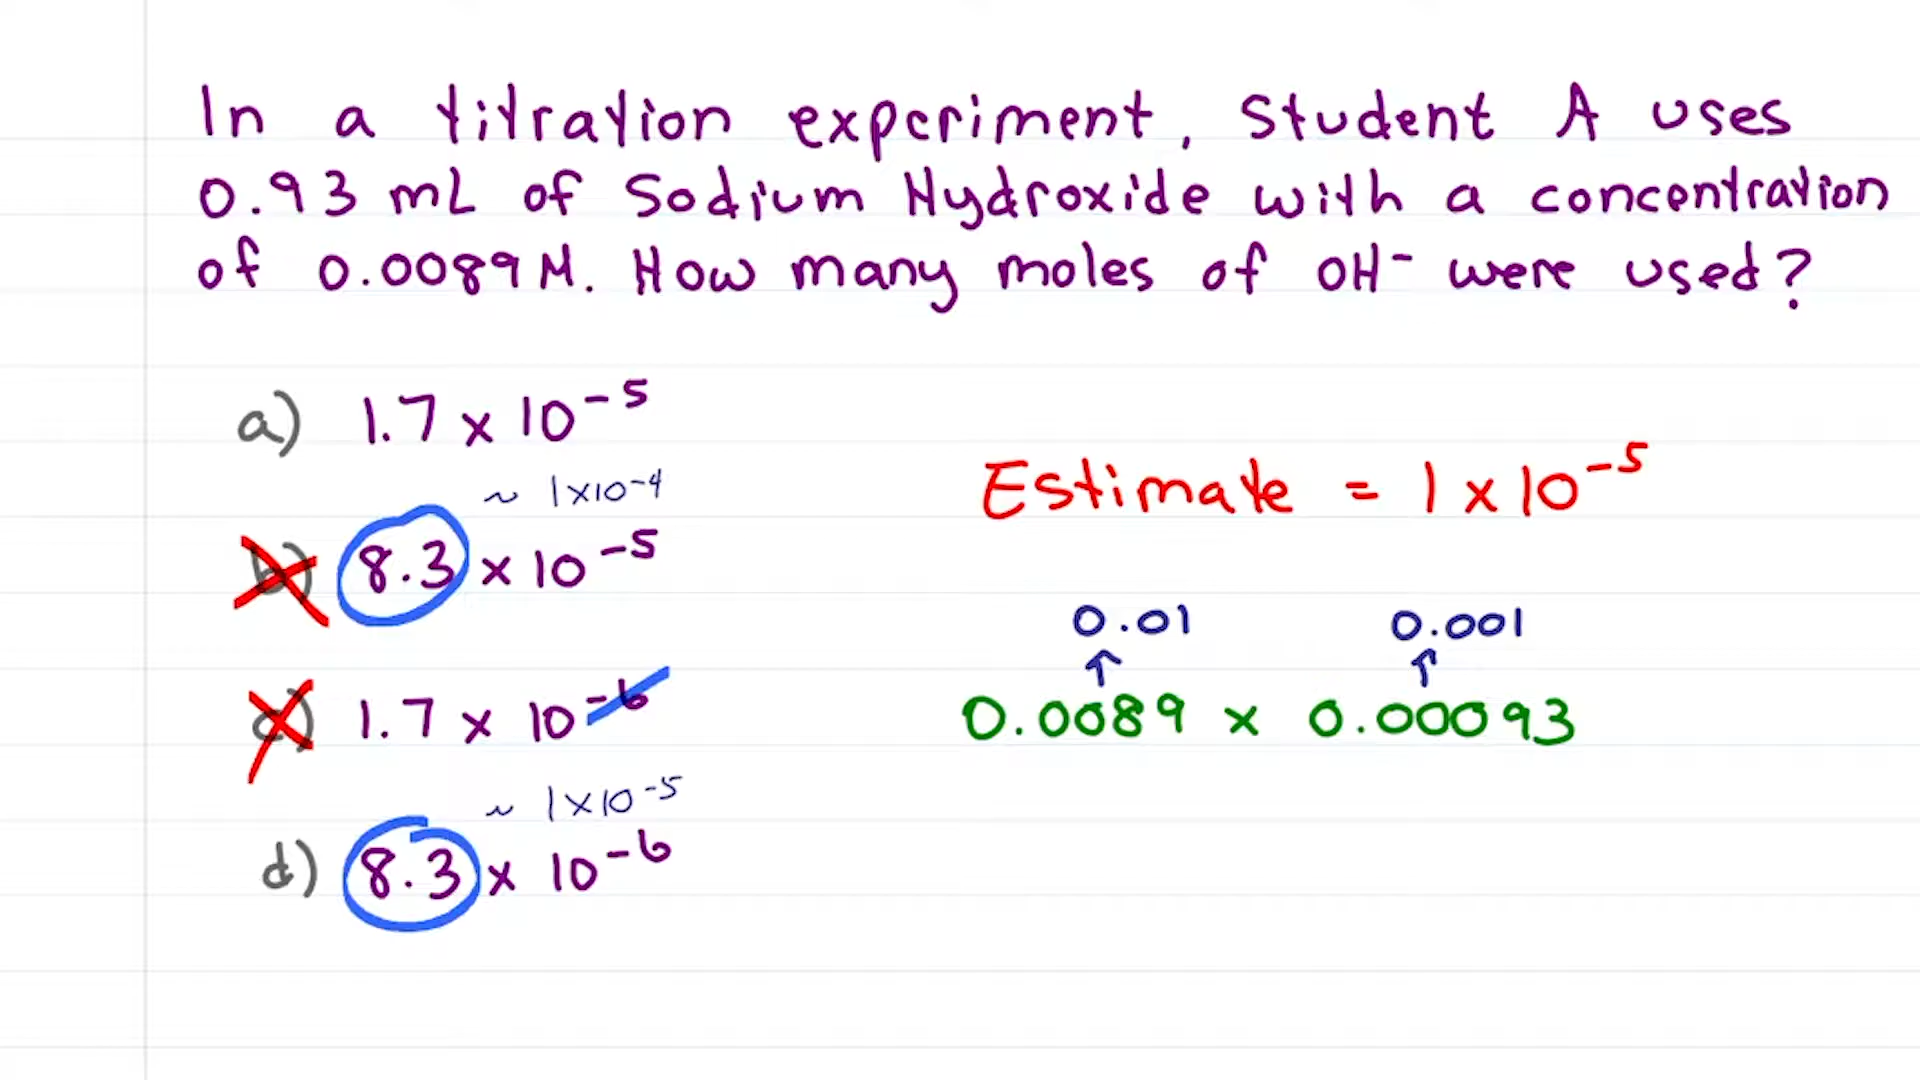 In a titration experiment, Student A uses
0.93 mL of Sodium Hydroxide with a concentration
of 0.0089 M. How many moles of OH⁻ were used?
a) 1.7 x 10⁻⁵
~ 1x10⁻⁴
b) 8.3 x 10⁻⁵
c) 1.7 x 10⁻⁶
~ 1x10⁻⁵
d) 8.3 x 10⁻⁶
Estimate = 1 x 10⁻⁵
0.01 0.001
↑ ↑
0.0089 x 0.00093